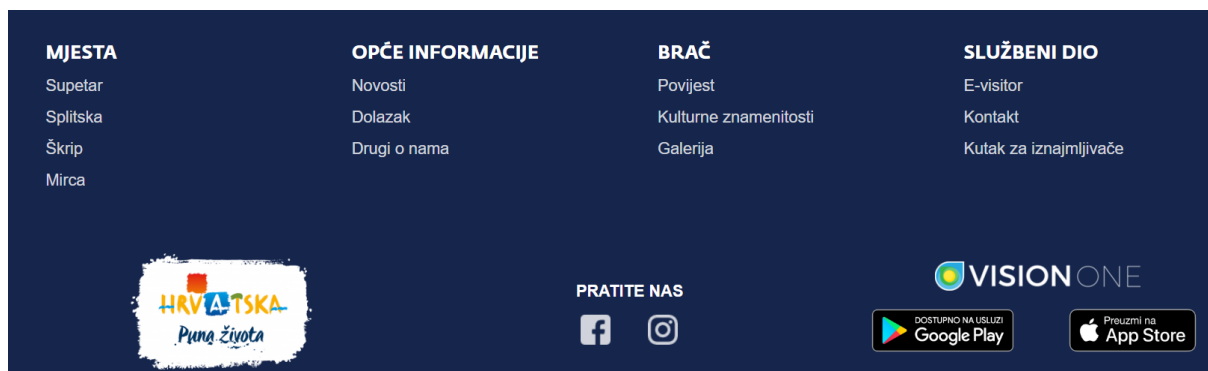 MJESTA
Supetar
Splitska
Škrip
Mirca
OPĆE INFORMACIJE
Novosti
Dolazak
Drugi o nama
BRAČ
Povijest
Kulturne znamenitosti
Galerija
SLUŽBENI DIO
E-visitor
Kontakt
Kutak za iznajmljivače
HRVATSKA
Puna života
PRATITE NAS
VISION ONE
DOSTUPNO NA USLUZI
Google Play
Preuzmi na
App Store